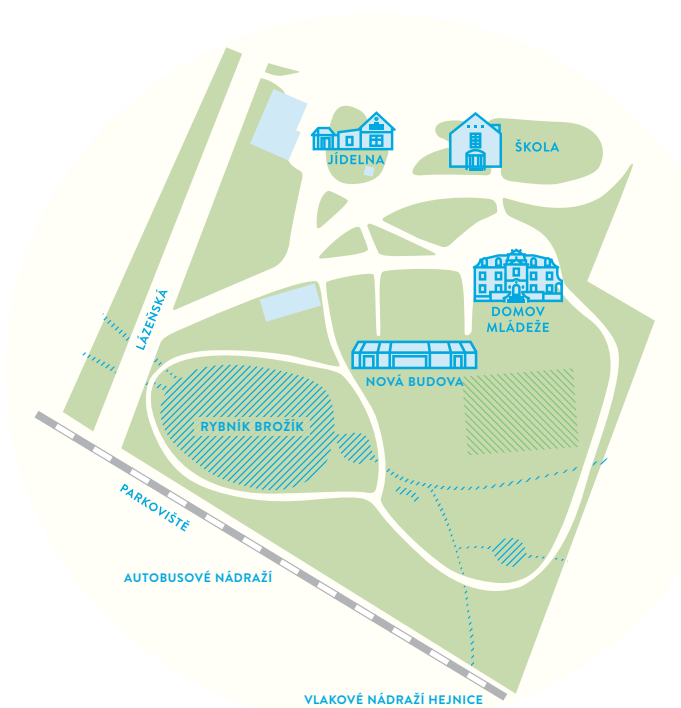 JÍDELNA
ŠKOLA
DOMOV
MLÁDEŽE
LÁZEŇSKÁ
NOVÁ BUDOVA
RYBNÍK BROŽÍK
PARKOVIŠTĚ
AUTOBUSOVÉ NÁDRAŽÍ
VLAKOVÉ NÁDRAŽÍ HEJNICE